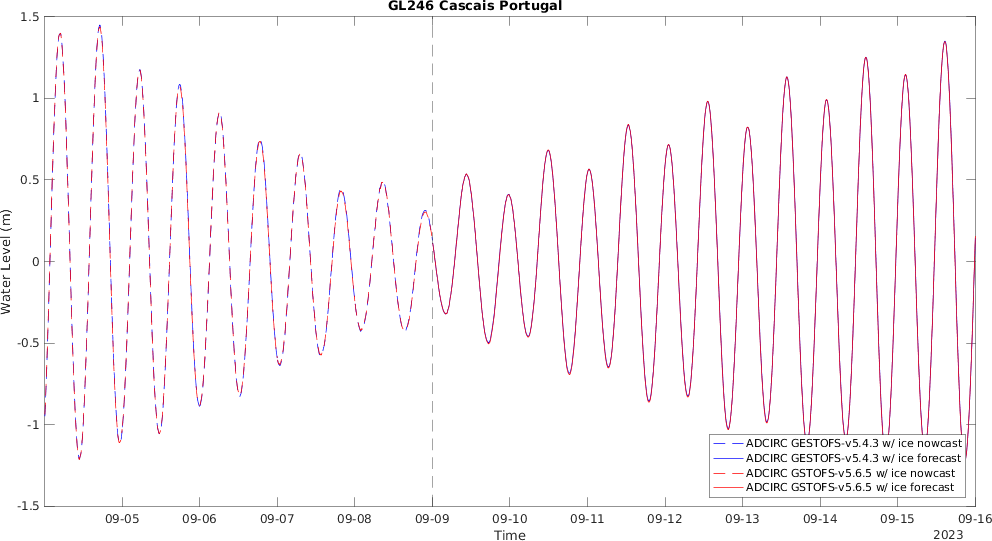 GL246 Cascais Portugal
Water Level (m)
1.5
1
0.5
0
-0.5
-1
-1.5
ADCIRC GESTOFS-v5.4.3 w/ ice nowcast
ADCIRC GESTOFS-v5.4.3 w/ ice forecast
ADCIRC GSTOFS-v5.6.5 w/ ice nowcast
ADCIRC GSTOFS-v5.6.5 w/ ice forecast
09-05 09-06 09-07 09-08 09-09 09-10 09-11 09-12 09-13 09-14 09-15 09-16
Time
2023